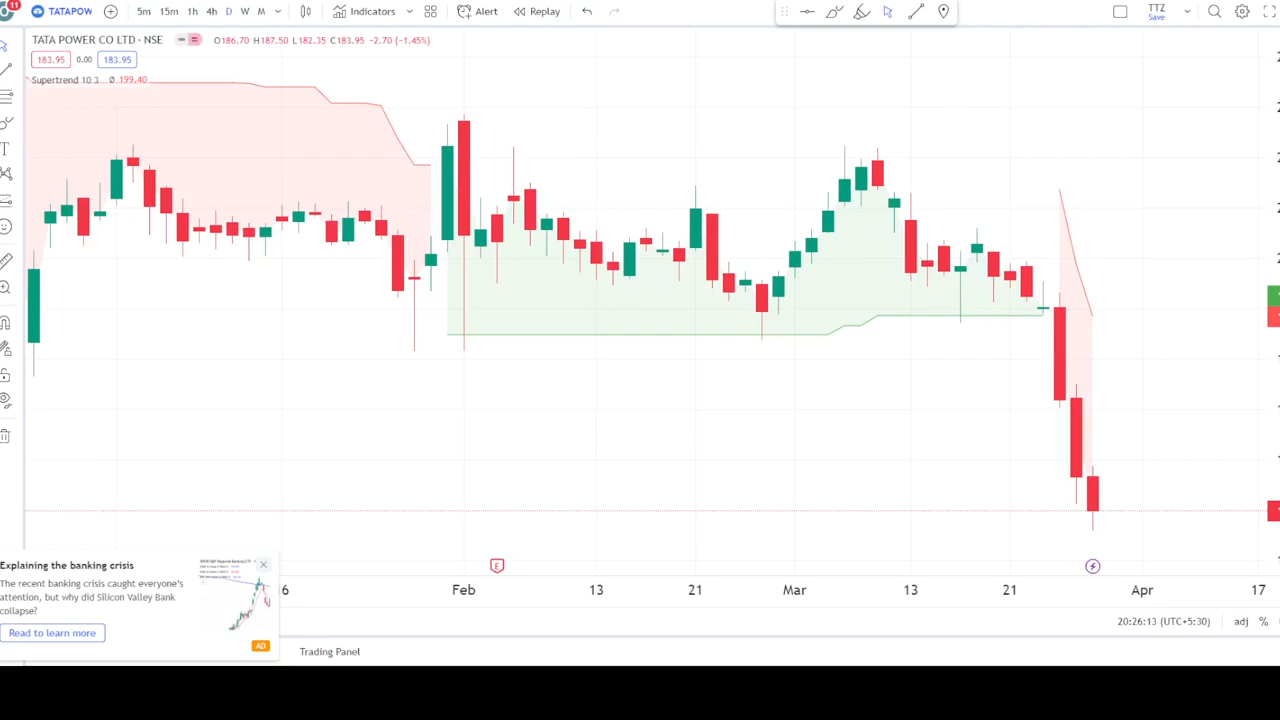 11
TATAPOW
5m 15m 1h 4h D W M
Indicators
Alert
Replay
TTZ
Save
TATA POWER CO LTD · NSE
O186.70 H187.50 L182.35 C183.95 −2.70 (−1.45%)
183.95 0.00 183.95
Supertrend 10 3 Ø 199.40
E
Explaining the banking crisis
The recent banking crisis caught everyone's
attention, but why did Silicon Valley Bank
collapse?
Read to learn more
AD
6 Feb 13 21 Mar 13 21 Apr 17
20:26:13 (UTC+5:30) adj %
Trading Panel